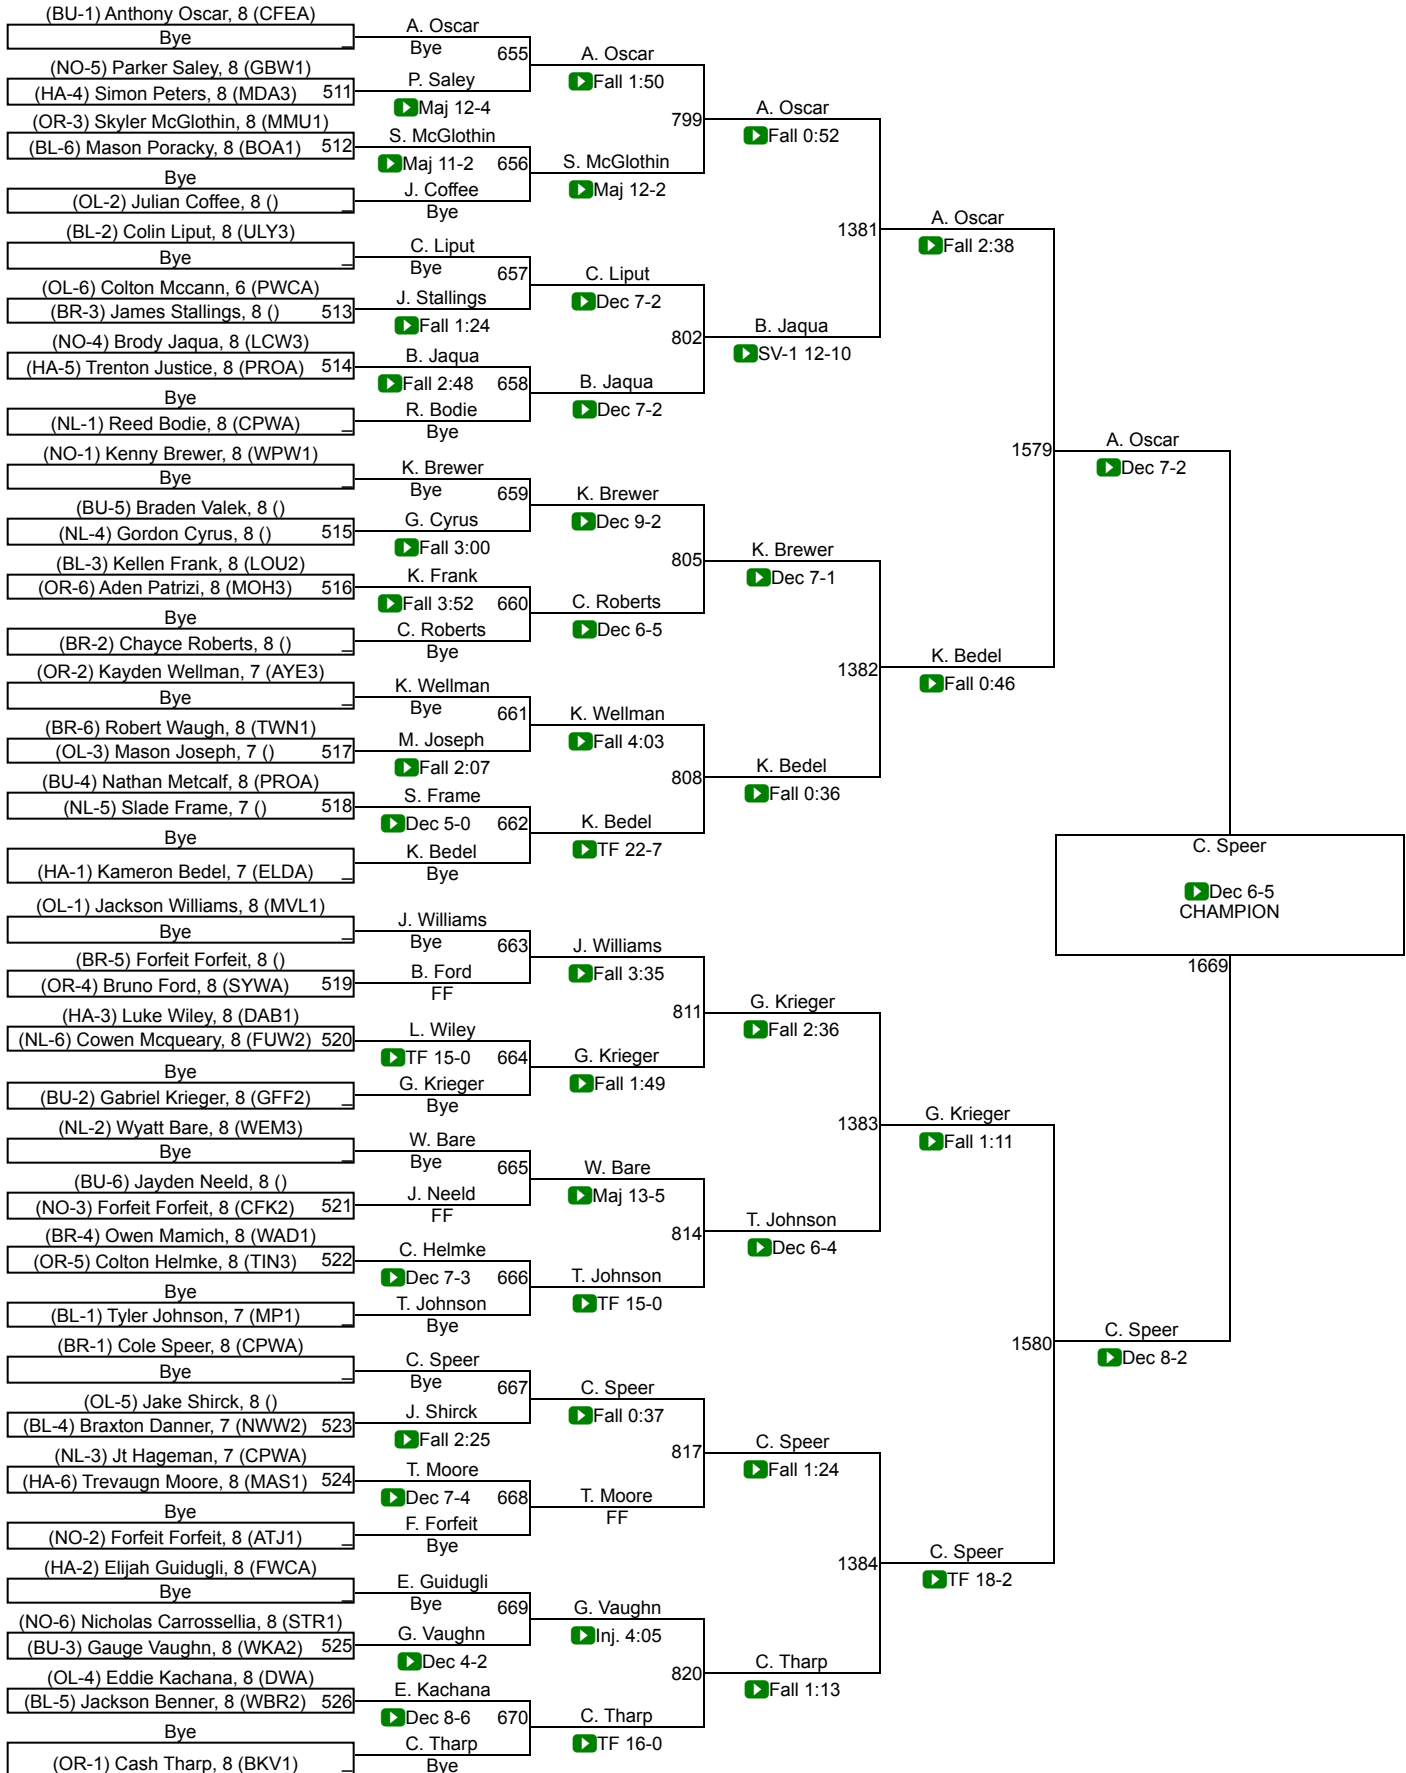 (BU-1) Anthony Oscar, 8 (CFEA)
Bye
(NO-5) Parker Saley, 8 (GBW1)
(HA-4) Simon Peters, 8 (MDA3) 511
(OR-3) Skyler McGlothin, 8 (MMU1)
(BL-6) Mason Poracky, 8 (BOA1) 512
Bye
(OL-2) Julian Coffee, 8 ()
(BL-2) Colin Liput, 8 (ULY3)
Bye
(OL-6) Colton Mccann, 6 (PWCA)
(BR-3) James Stallings, 8 () 513
(NO-4) Brody Jaqua, 8 (LCW3)
(HA-5) Trenton Justice, 8 (PROA) 514
Bye
(NL-1) Reed Bodie, 8 (CPWA)
(NO-1) Kenny Brewer, 8 (WPW1)
Bye
(BU-5) Braden Valek, 8 ()
(NL-4) Gordon Cyrus, 8 () 515
(BL-3) Kellen Frank, 8 (LOU2)
(OR-6) Aden Patrizi, 8 (MOH3) 516
Bye
(BR-2) Chayce Roberts, 8 ()
(OR-2) Kayden Wellman, 7 (AYE3)
Bye
(BR-6) Robert Waugh, 8 (TWN1)
(OL-3) Mason Joseph, 7 () 517
(BU-4) Nathan Metcalf, 8 (PROA)
(NL-5) Slade Frame, 7 () 518
Bye
(HA-1) Kameron Bedel, 7 (ELDA)
(OL-1) Jackson Williams, 8 (MVL1)
Bye
(BR-5) Forfeit Forfeit, 8 ()
(OR-4) Bruno Ford, 8 (SYWA) 519
(HA-3) Luke Wiley, 8 (DAB1)
(NL-6) Cowen Mcqueary, 8 (FUW2) 520
Bye
(BU-2) Gabriel Krieger, 8 (GFF2)
(NL-2) Wyatt Bare, 8 (WEM3)
Bye
(BU-6) Jayden Neeld, 8 ()
(NO-3) Forfeit Forfeit, 8 (CFK2) 521
(BR-4) Owen Mamich, 8 (WAD1)
(OR-5) Colton Helmke, 8 (TIN3) 522
Bye
(BL-1) Tyler Johnson, 7 (MP1)
(BR-1) Cole Speer, 8 (CPWA)
Bye
(OL-5) Jake Shirck, 8 ()
(BL-4) Braxton Danner, 7 (NWW2) 523
(NL-3) Jt Hageman, 7 (CPWA)
(HA-6) Trevaugn Moore, 8 (MAS1) 524
Bye
(NO-2) Forfeit Forfeit, 8 (ATJ1)
(HA-2) Elijah Guidugli, 8 (FWCA)
Bye
(NO-6) Nicholas Carrossellia, 8 (STR1)
(BU-3) Gauge Vaughn, 8 (WKA2) 525
(OL-4) Eddie Kachana, 8 (DWA)
(BL-5) Jackson Benner, 8 (WBR2) 526
Bye
(OR-1) Cash Tharp, 8 (BKV1)
A. Oscar
Bye 655
P. Saley
Maj 12-4
S. McGlothin
Maj 11-2 656
J. Coffee
Bye
C. Liput
Bye 657
J. Stallings
Fall 1:24
B. Jaqua
Fall 2:48 658
R. Bodie
Bye
K. Brewer
Bye 659
G. Cyrus
Fall 3:00
K. Frank
Fall 3:52 660
C. Roberts
Bye
K. Wellman
Bye 661
M. Joseph
Fall 2:07
S. Frame
Dec 5-0 662
K. Bedel
Bye
J. Williams
Bye 663
B. Ford
FF
L. Wiley
TF 15-0 664
G. Krieger
Bye
W. Bare
Bye 665
J. Neeld
FF
C. Helmke
Dec 7-3 666
T. Johnson
Bye
C. Speer
Bye 667
J. Shirck
Fall 2:25
T. Moore
Dec 7-4 668
F. Forfeit
Bye
E. Guidugli
Bye 669
G. Vaughn
Dec 4-2
E. Kachana
Dec 8-6 670
C. Tharp
Bye
A. Oscar
Fall 1:50
799
S. McGlothin
Maj 12-2
C. Liput
Dec 7-2
802
B. Jaqua
Dec 7-2
K. Brewer
Dec 9-2
805
C. Roberts
Dec 6-5
K. Wellman
Fall 4:03
808
K. Bedel
TF 22-7
J. Williams
Fall 3:35
811
G. Krieger
Fall 1:49
W. Bare
Maj 13-5
814
T. Johnson
TF 15-0
C. Speer
Fall 0:37
817
T. Moore
FF
G. Vaughn
Inj. 4:05
820
C. Tharp
TF 16-0
A. Oscar
Fall 0:52
1381
B. Jaqua
SV-1 12-10
K. Brewer
Dec 7-1
1382
K. Bedel
Fall 0:36
G. Krieger
Fall 2:36
1383
T. Johnson
Dec 6-4
C. Speer
Fall 1:24
1384
C. Tharp
Fall 1:13
A. Oscar
Fall 2:38
1579
K. Bedel
Fall 0:46
G. Krieger
Fall 1:11
1580
C. Speer
TF 18-2
A. Oscar
Dec 7-2
C. Speer
Dec 8-2
C. Speer
Dec 6-5
CHAMPION
1669